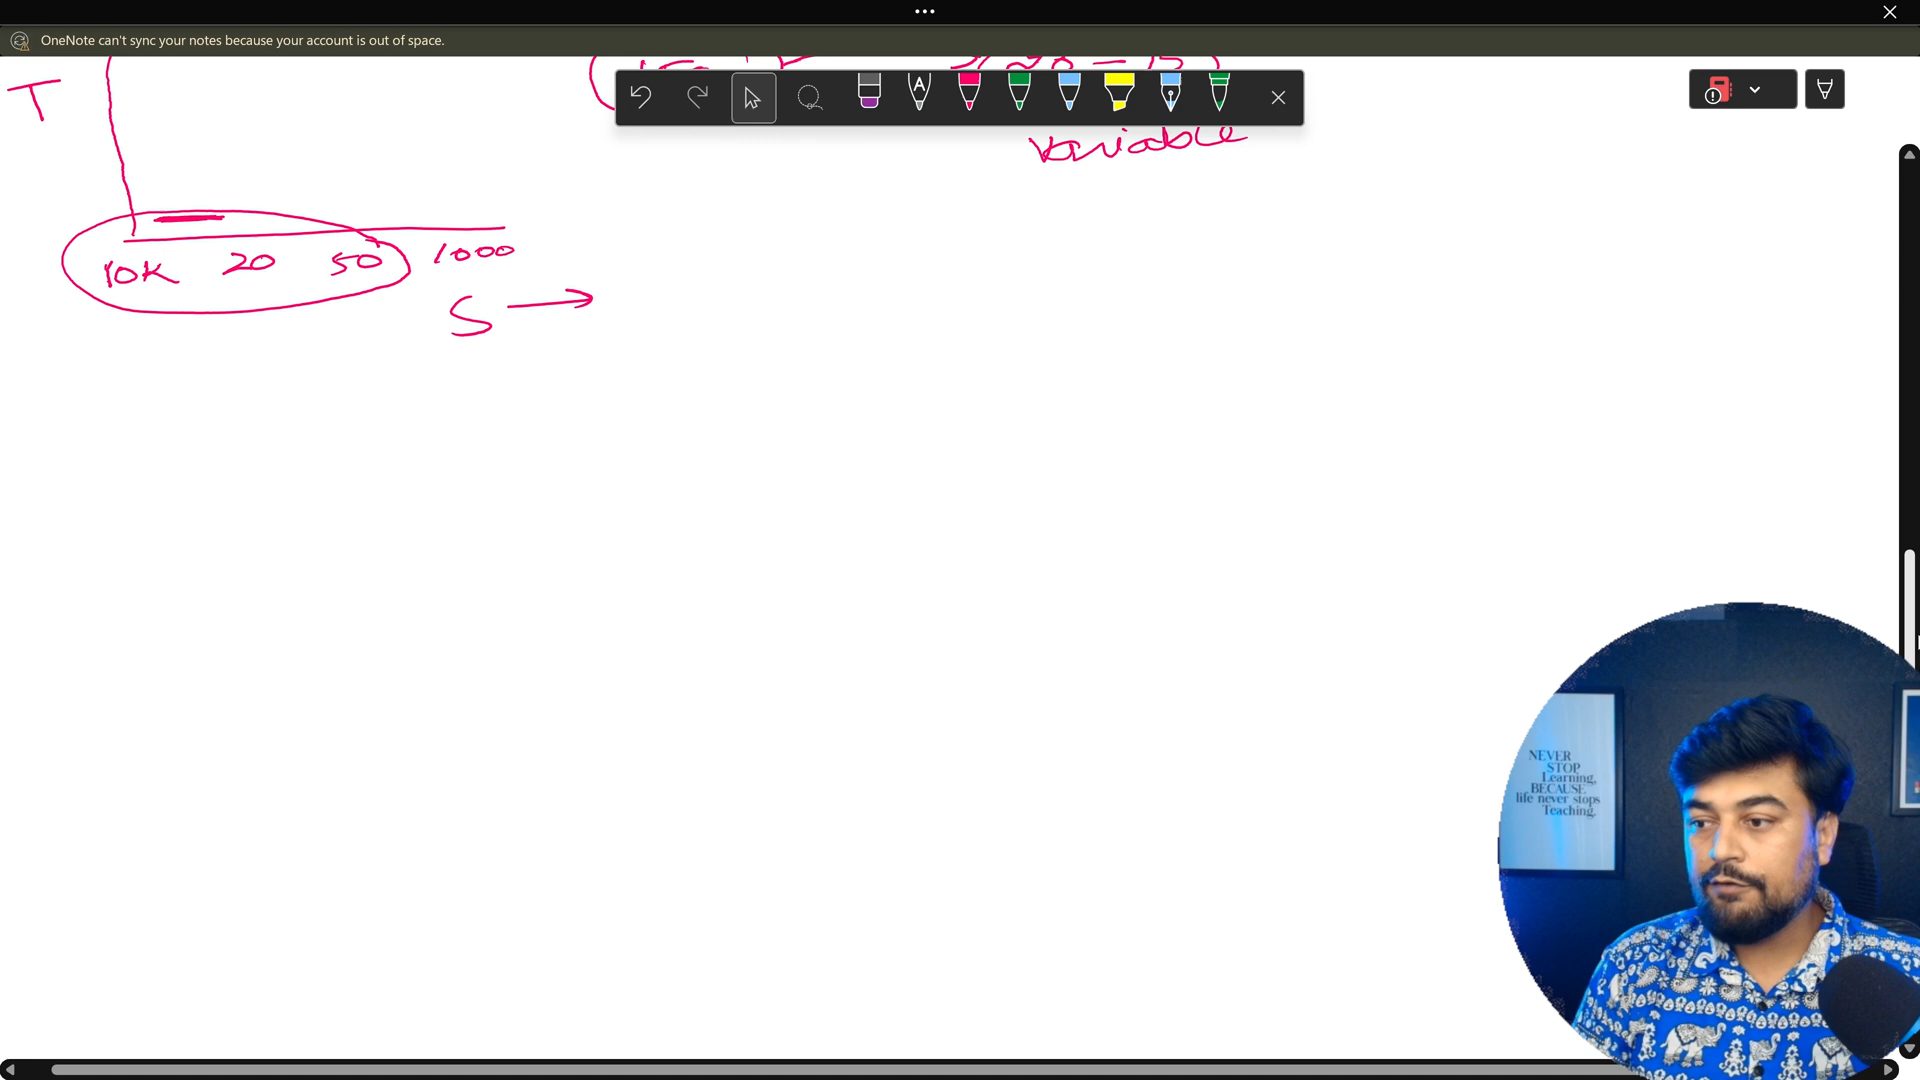 OneNote can't sync your notes because your account is out of space.
T
variable
10K 20 50 1000
S
NEVER
STOP
Learning,
BECAUSE
life never stops
Teaching.